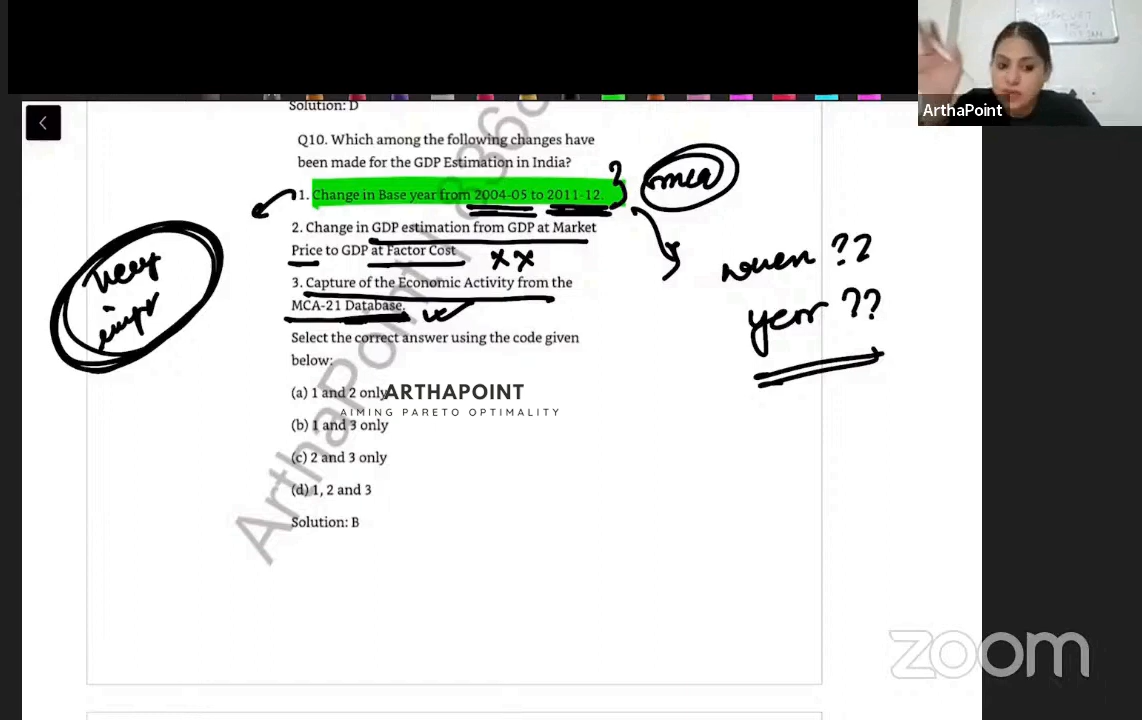 ArthaPoint
Solution: D
Q10. Which among the following changes have
been made for the GDP Estimation in India?
1. Change in Base year from 2004-05 to 2011-12.
mca
2. Change in GDP estimation from GDP at Market
Price to GDP at Factor Cost
3. Capture of the Economic Activity from the
MCA-21 Database.
Very
impt
when ??
year ??
Select the correct answer using the code given
below:
(a) 1 and 2 only
(b) 1 and 3 only
(c) 2 and 3 only
(d) 1, 2 and 3
Solution: B
ARTHAPOINT
AIMING PARETO OPTIMALITY
ArthaPoint
zoom